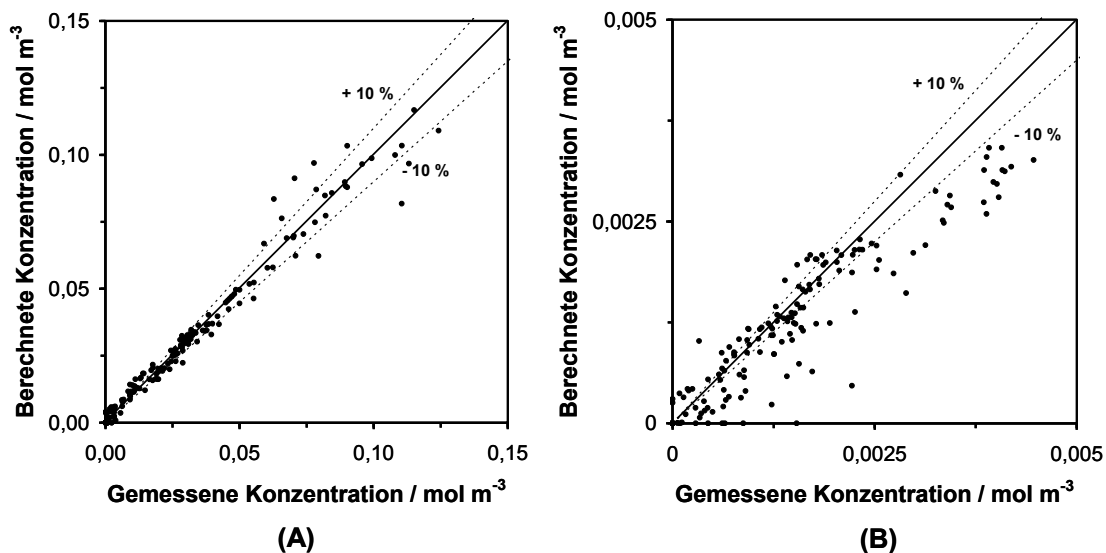 Berechnete Konzentration / mol m-3
0,15
0,10
0,05
0,00
+ 10 %
- 10 %
0,00 0,05 0,10 0,15
Gemessene Konzentration / mol m-3
(A)
Berechnete Konzentration / mol m-3
0,005
0,0025
0
+ 10 %
- 10 %
0 0,0025 0,005
Gemessene Konzentration / mol m-3
(B)